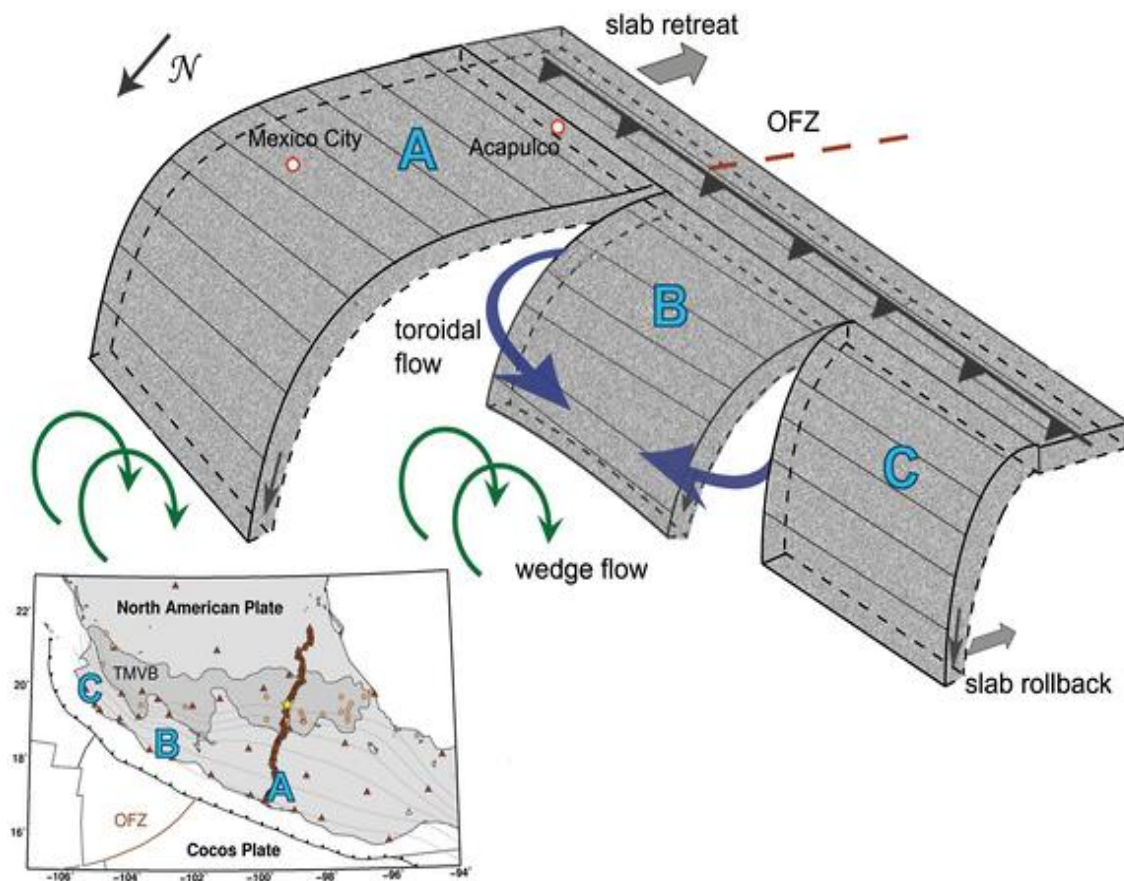 slab retreat
N
OFZ
Mexico City
A
Acapulco
B
toroidal
flow
C
wedge flow
slab rollback
North American Plate
22°
TMVB
20°
C
B
18°
A
OFZ
16°
Cocos Plate
-106°
-104°
-102°
-100°
-98°
-96°
-94°